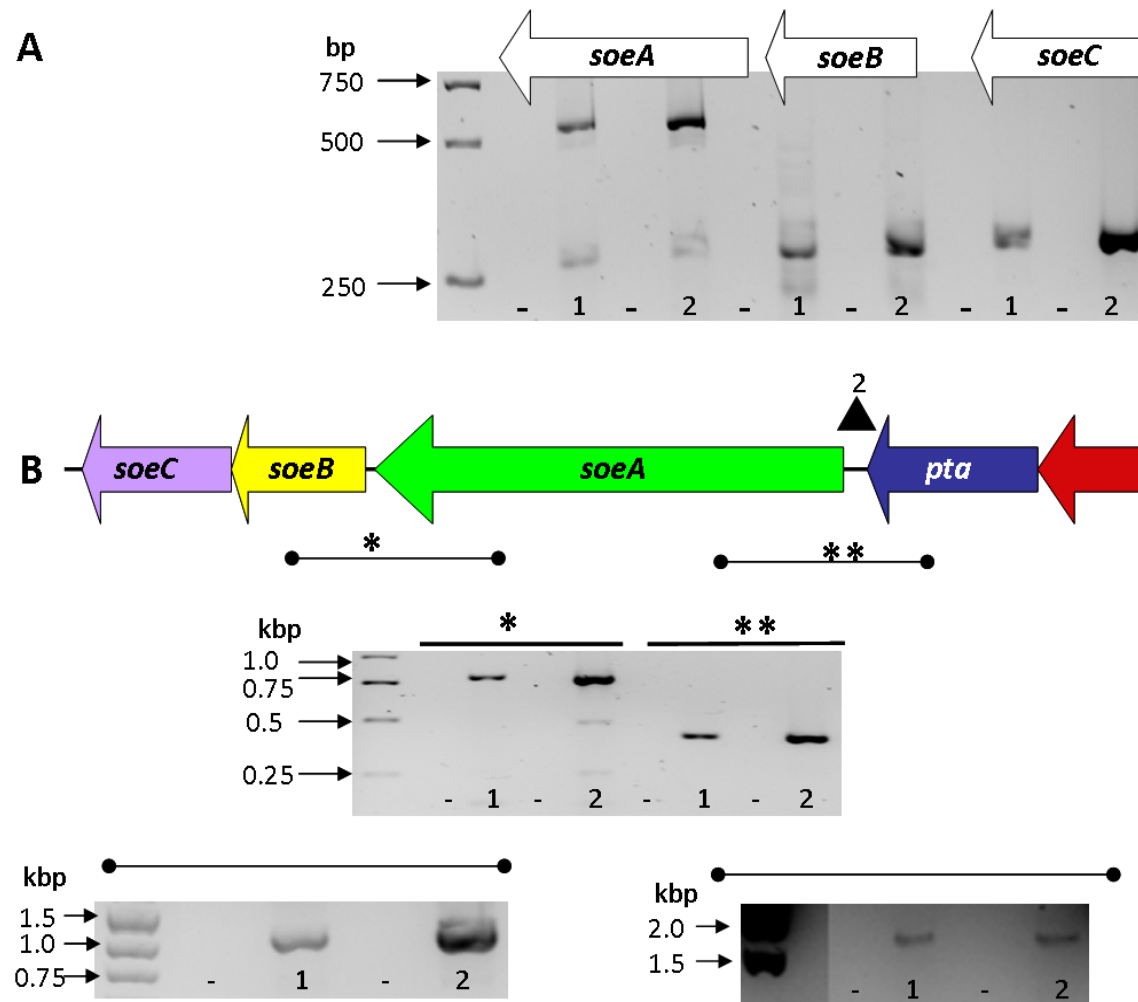 A
bp
soeA soeB soeC
750
500
250
- 1 - 2 - 1 - 2 - 1 - 2
2
B
soeC soeB soeA pta
* **
kbp * **
1.0
0.75
0.5
0.25
- 1 - 2 - 1 - 2
kbp
1.5
1.0
0.75
- 1 - 2
kbp
2.0
1.5
- 1 - 2